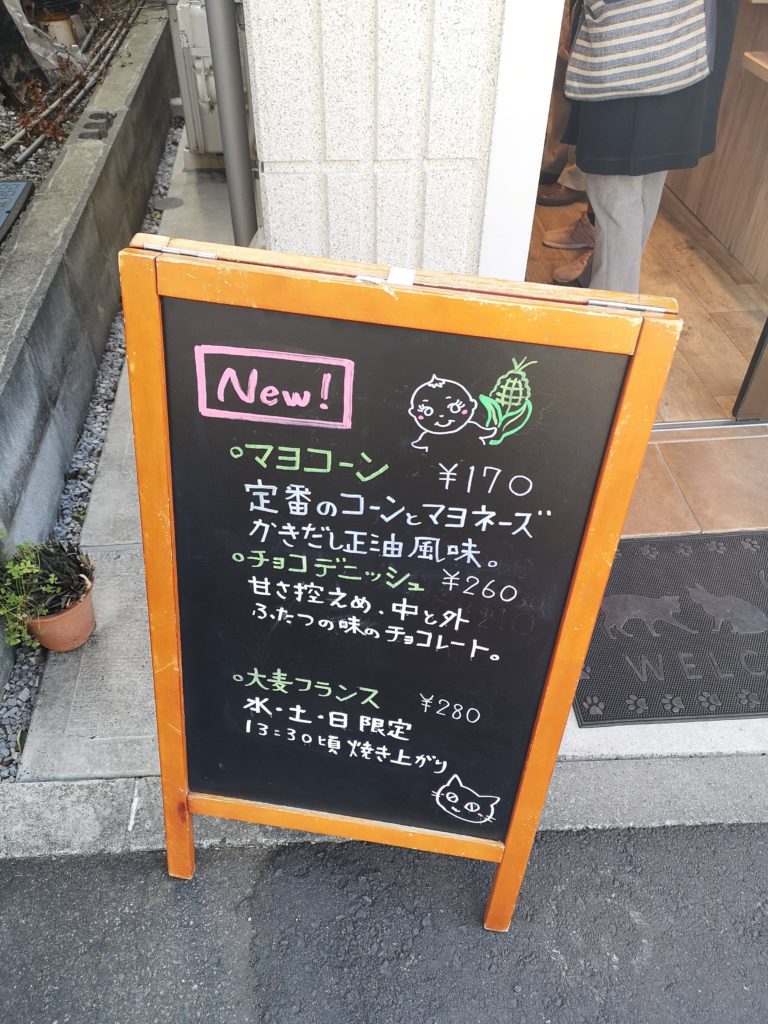 New!
○マヨコーン ¥170
定番のコーンとマヨネーズ
かきだし正油風味。
○チョコデニッシュ ¥260
甘さ控えめ、中と外
ふたつの味のチョコレート。
○大麦フランス ¥280
水・土・日限定
13:30頃焼き上がり
WELC